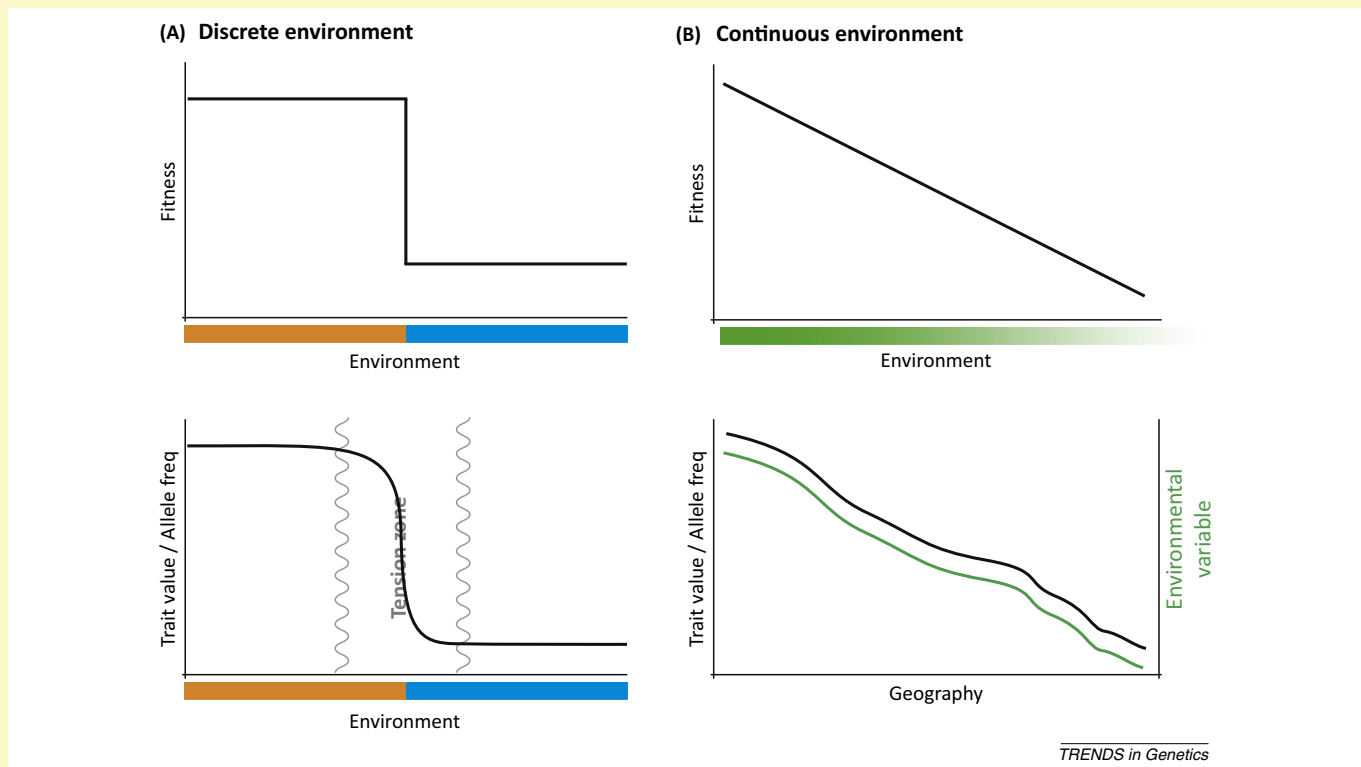 (A) Discrete environment
Fitness
Environment
Trait value / Allele freq
Tension zone
Environment
(B) Continuous environment
Fitness
Environment
Trait value / Allele freq
Environmental
variable
Geography
TRENDS in Genetics